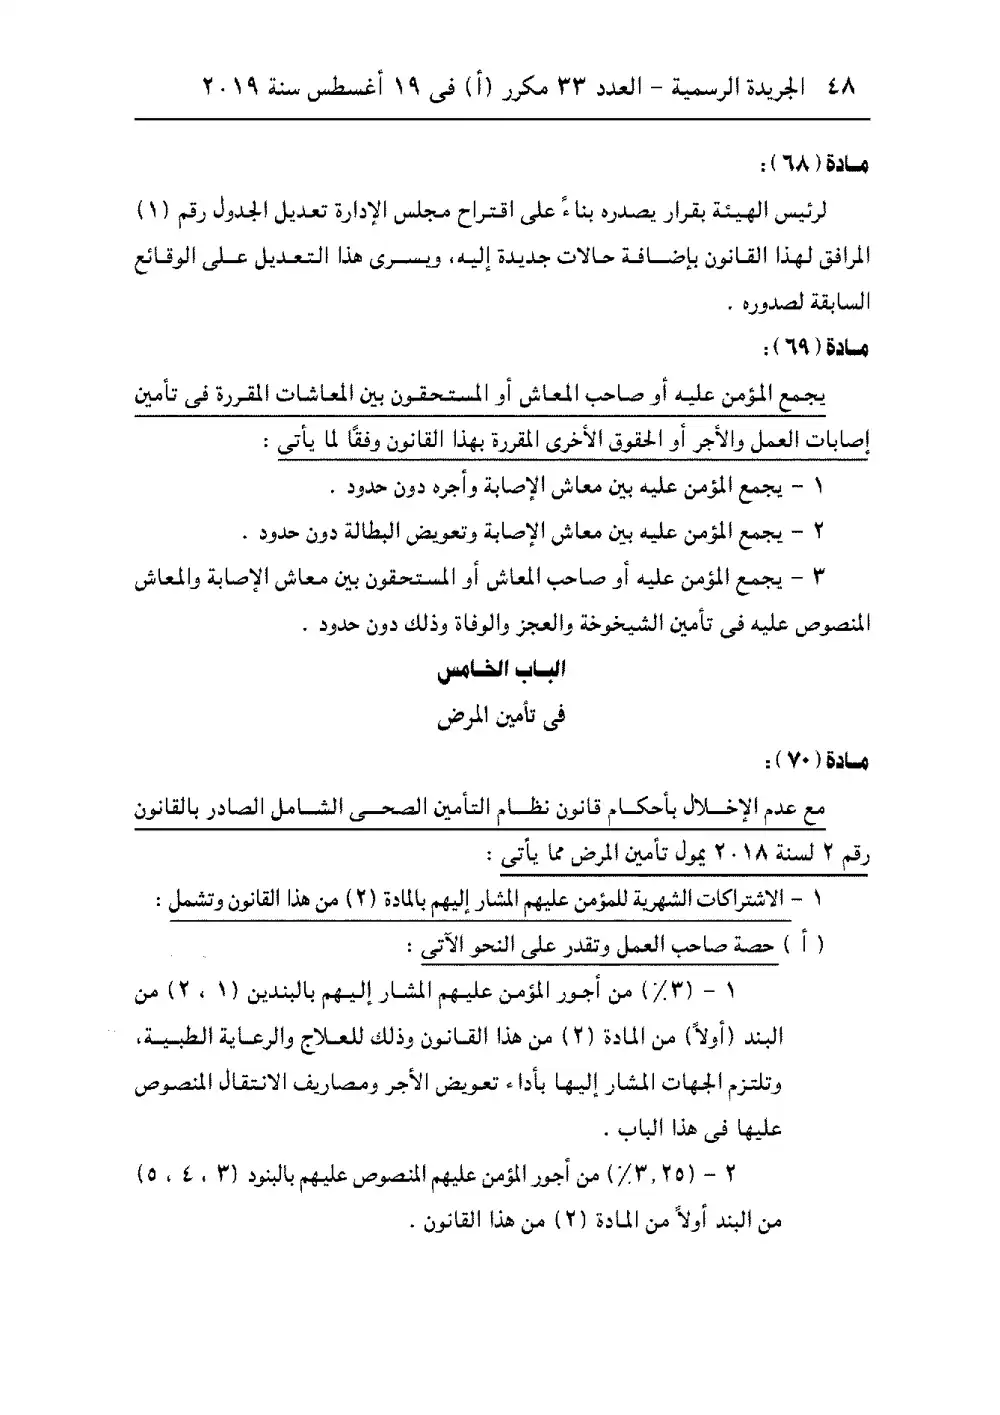 ٤٨ الجريدة الرسمية - العدد ٣٣ مكرر (أ) فى ١٩ أغسطس سنة ٢٠١٩
مادة (٦٨):
لرئيس الهيئة بقرار يصدره بناءً على اقتراح مجلس الإدارة تعديل الجدول رقم (١)
المرافق لهذا القانون بإضافة حالات جديدة إليه، ويسرى هذا التعديل على الوقائع
السابقة لصدوره .
مادة (٦٩):
يجمع المؤمن عليه أو صاحب المعاش أو المستحقون بين المعاشات المقررة فى تأمين
إصابات العمل والأجر أو الحقوق الأخرى المقررة بهذا القانون وفقًا لما يأتى :
١ - يجمع المؤمن عليه بين معاش الإصابة وأجره دون حدود .
٢ - يجمع المؤمن عليه بين معاش الإصابة وتعويض البطالة دون حدود .
٣ - يجمع المؤمن عليه أو صاحب المعاش أو المستحقون بين معاش الإصابة والمعاش
المنصوص عليه فى تأمين الشيخوخة والعجز والوفاة وذلك دون حدود .
الباب الخامس
فى تأمين المرض
مادة (٧٠):
مع عدم الإخلال بأحكام قانون نظام التأمين الصحى الشامل الصادر بالقانون
رقم ٢ لسنة ٢٠١٨ يمول تأمين المرض مما يأتى :
١ - الاشتراكات الشهرية للمؤمن عليهم المشار إليهم بالمادة (٢) من هذا القانون وتشمل :
( أ ) حصة صاحب العمل وتقدر على النحو الآتى :
١ - (٣٪) من أجور المؤمن عليهم المشار إليهم بالبندين (١ ، ٢) من
البند (أولاً) من المادة (٢) من هذا القانون وذلك للعلاج والرعاية الطبية،
وتلتزم الجهات المشار إليها بأداء تعويض الأجر ومصاريف الانتقال المنصوص
عليها فى هذا الباب .
٢ - (٣,٢٥٪) من أجور المؤمن عليهم المنصوص عليهم بالبنود (٣ ، ٤ ، ٥)
من البند أولاً من المادة (٢) من هذا القانون .